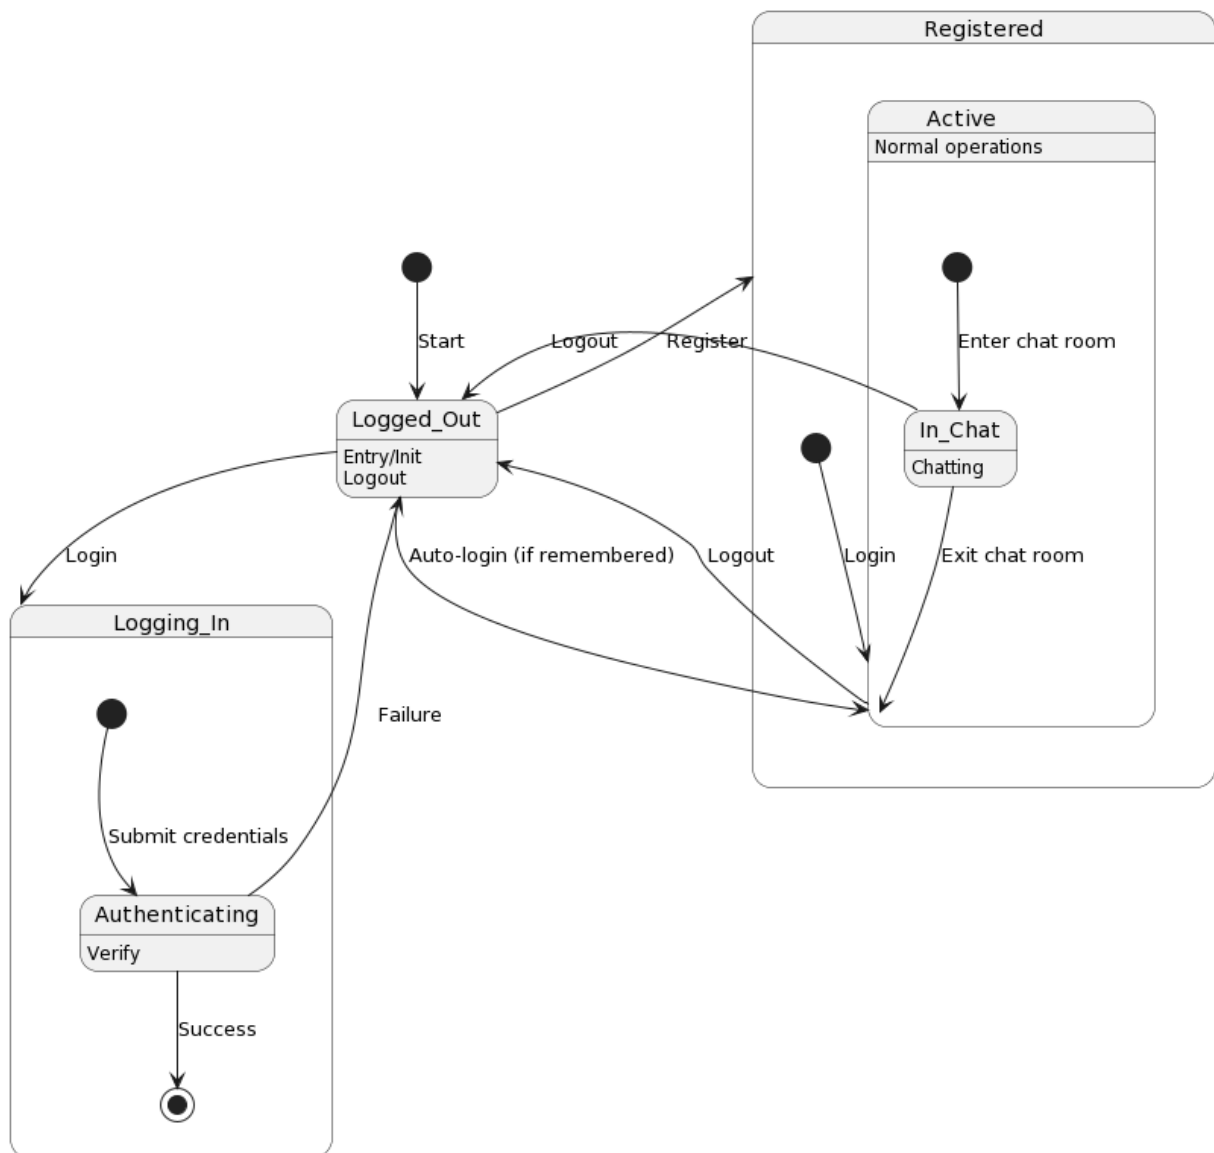 Registered
Active
Normal operations
Start
Logout
Register
Enter chat room
Logged_Out
Entry/Init
Logout
In_Chat
Chatting
Login
Auto-login (if remembered)
Logout
Login
Exit chat room
Logging_In
Failure
Submit credentials
Authenticating
Verify
Success